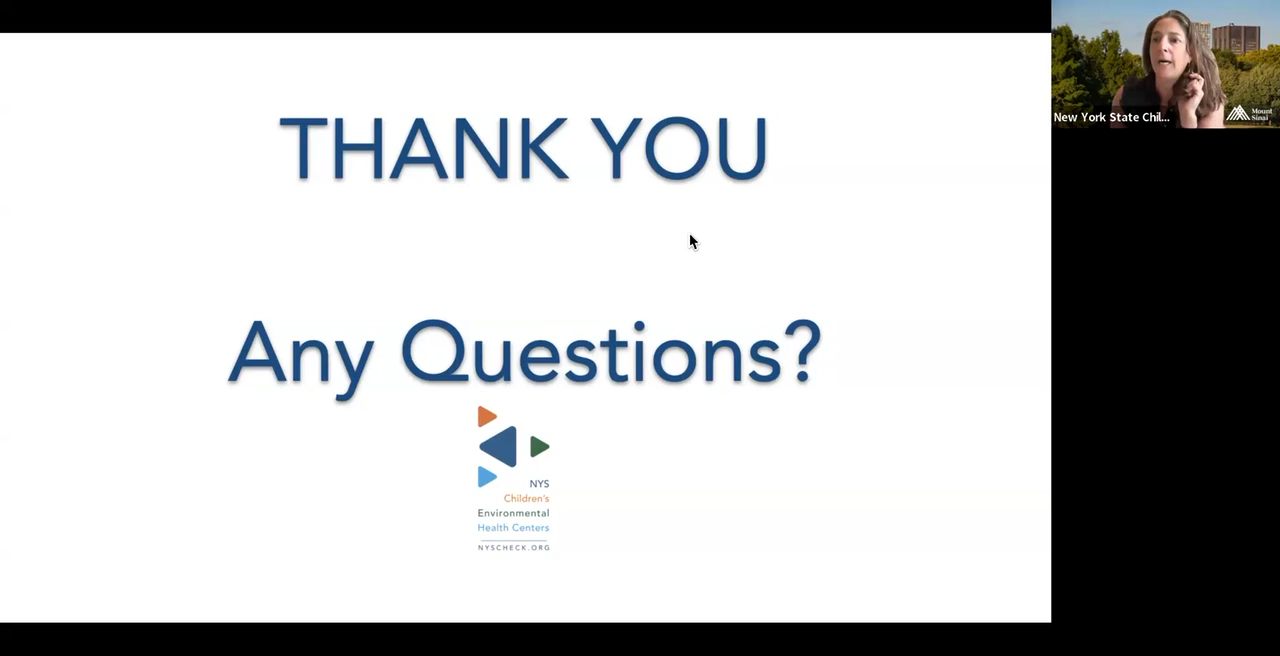 THANK YOU
Any Questions?
NYS
Children's
Environmental
Health Centers
NYSCHECK.ORG
New York State Chil...
Mount
Sinai